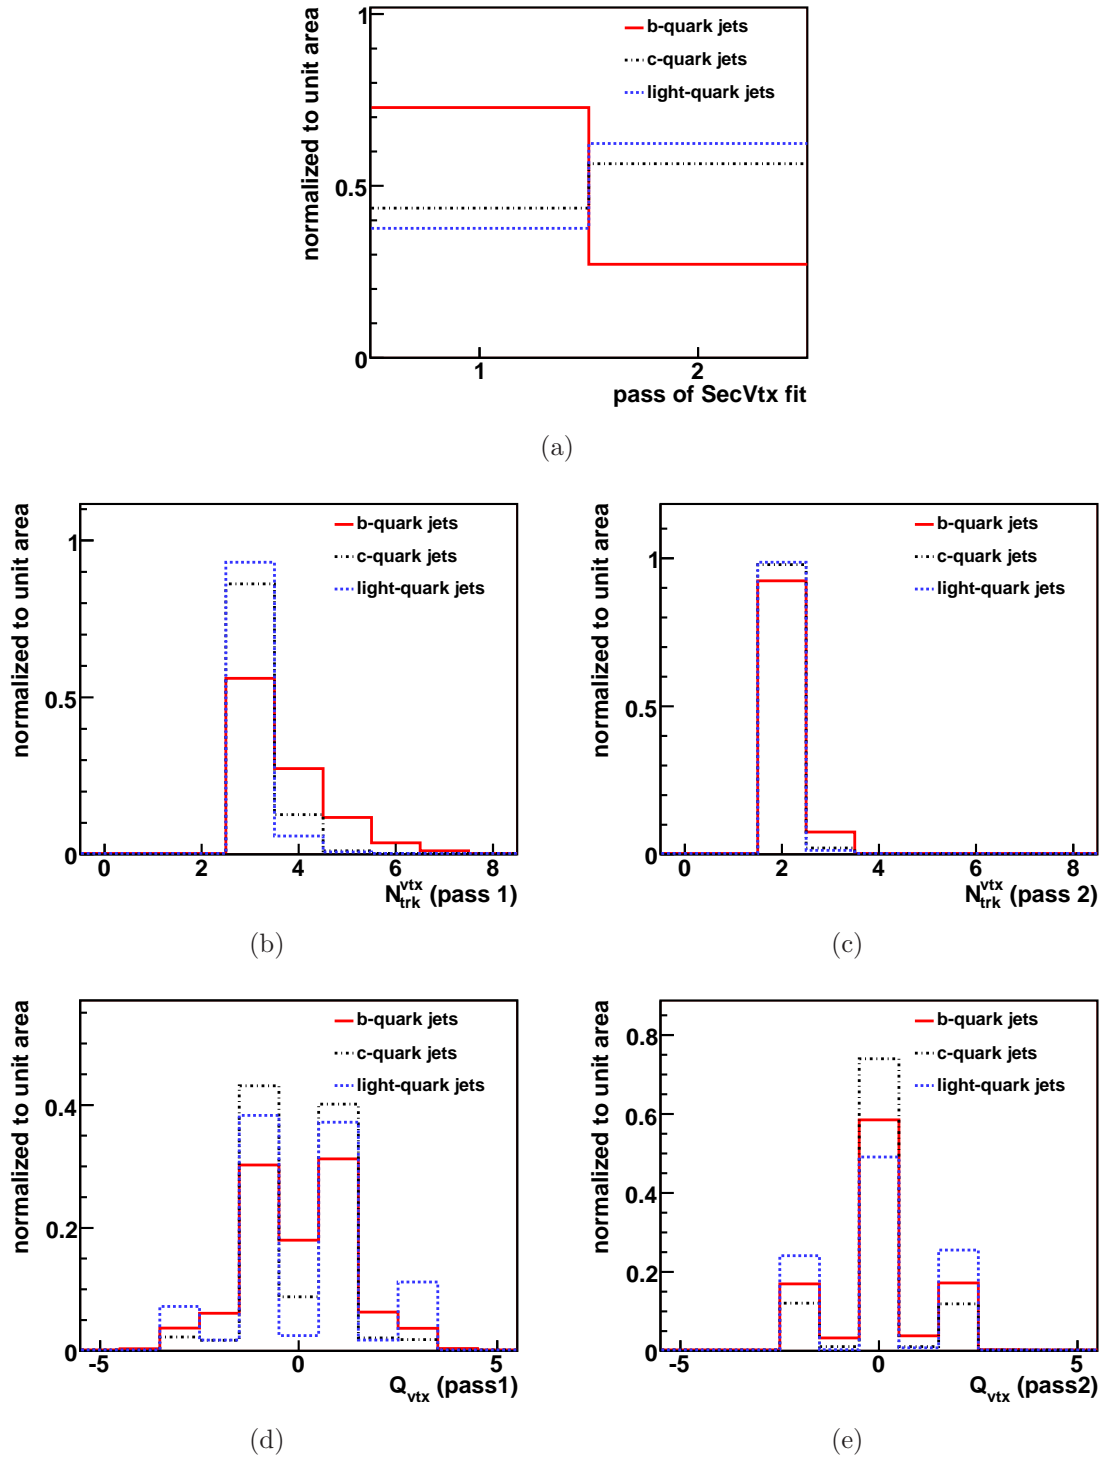 normalized to unit area
1
0.5
0
b-quark jets
c-quark jets
light-quark jets
1 2
pass of SecVtx fit
(a)
normalized to unit area
1
0.5
0
b-quark jets
c-quark jets
light-quark jets
0 2 4 6 8
N_trk^vtx (pass 1)
(b)
normalized to unit area
1
0.5
0
b-quark jets
c-quark jets
light-quark jets
0 2 4 6 8
N_trk^vtx (pass 2)
(c)
normalized to unit area
0.4
0.2
0
b-quark jets
c-quark jets
light-quark jets
-5 0 5
Q_vtx (pass1)
(d)
normalized to unit area
0.8
0.6
0.4
0.2
0
b-quark jets
c-quark jets
light-quark jets
-5 0 5
Q_vtx (pass2)
(e)